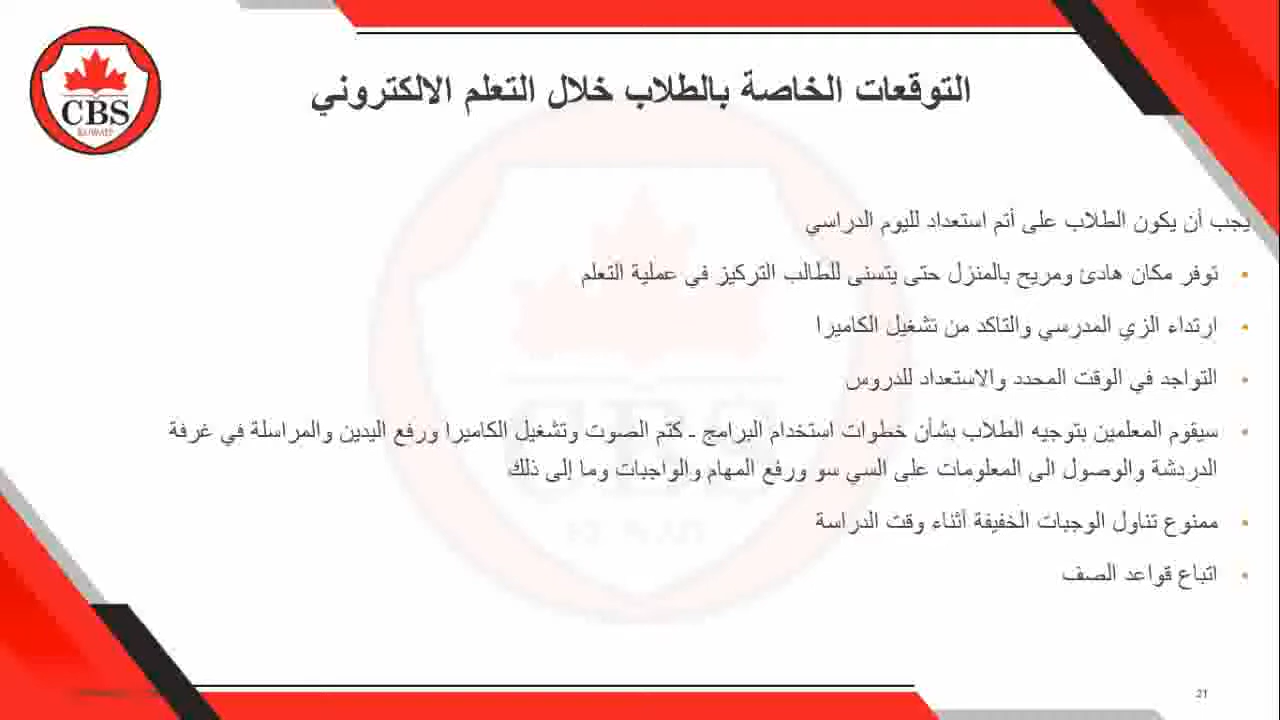 CBS
KUWAIT
التوقعات الخاصة بالطلاب خلال التعلم الالكتروني
يجب أن يكون الطلاب على أتم استعداد لليوم الدراسي
• توفر مكان هادئ ومريح بالمنزل حتى يتسنى للطالب التركيز في عملية التعلم
• ارتداء الزي المدرسي والتاكد من تشغيل الكاميرا
• التواجد في الوقت المحدد والاستعداد للدروس
• سيقوم المعلمين بتوجيه الطلاب بشأن خطوات استخدام البرامج - كتم الصوت وتشغيل الكاميرا ورفع اليدين والمراسلة في غرفة
الدردشة والوصول الى المعلومات على السي سو ورفع المهام والواجبات وما إلى ذلك
• ممنوع تناول الوجبات الخفيفة أثناء وقت الدراسة
• اتباع قواعد الصف
21